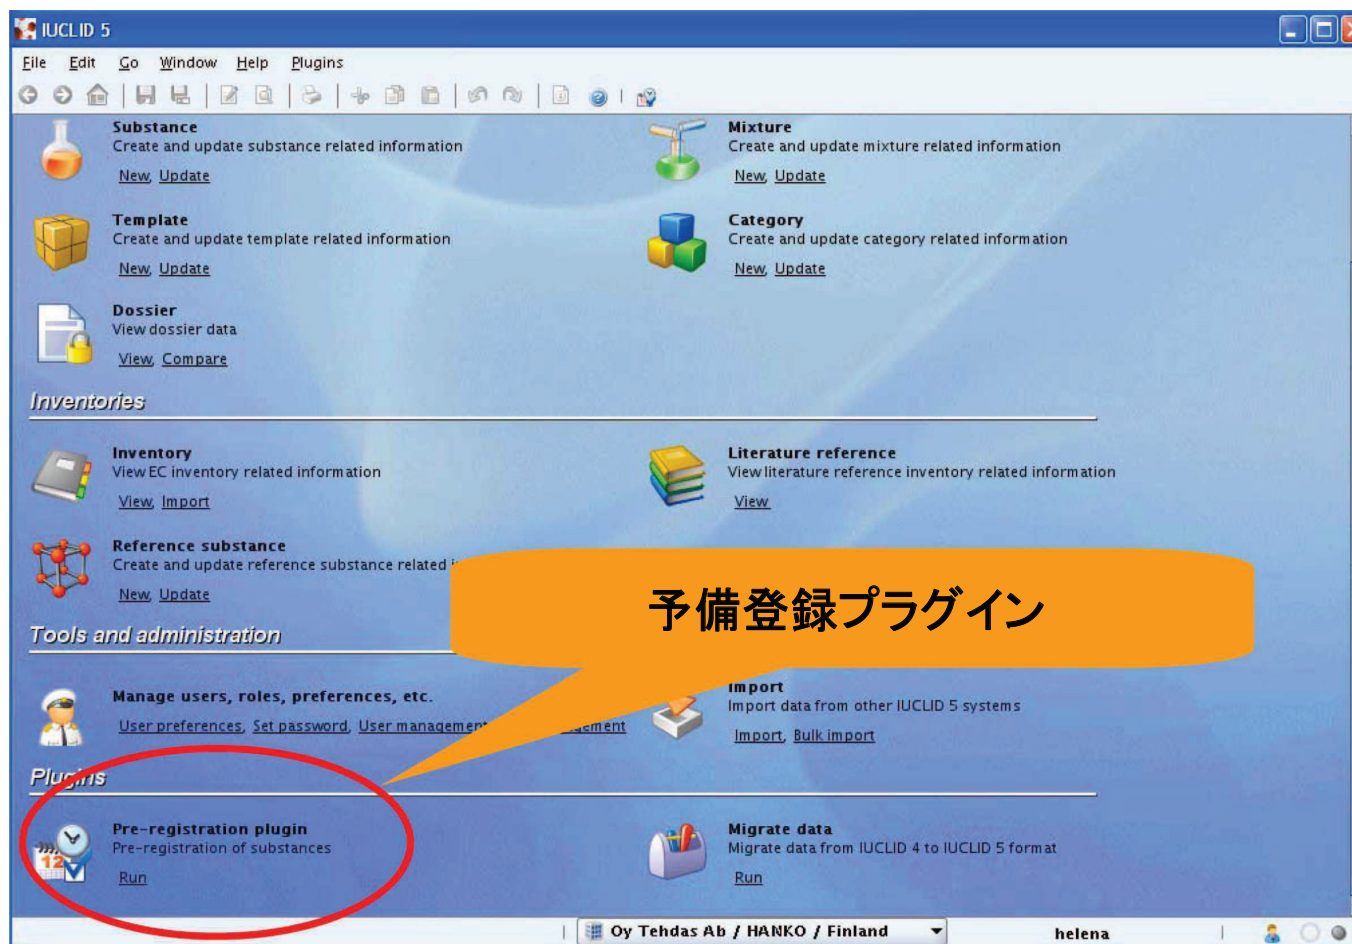 IUCLID 5
File Edit Go Window Help Plugins
Substance
Create and update substance related information
New, Update
Mixture
Create and update mixture related information
New, Update
Template
Create and update template related information
New, Update
Category
Create and update category related information
New, Update
Dossier
View dossier data
View, Compare
Inventories
Inventory
View EC inventory related information
View, Import
Literature reference
View literature reference inventory related information
View
Reference substance
Create and update reference substance related
New, Update
予備登録プラグイン
Tools and administration
Manage users, roles, preferences, etc.
User preferences, Set password, User management
Import
Import data from other IUCLID 5 systems
Import, Bulk import
Plugins
Pre-registration plugin
Pre-registration of substances
Run
12
Migrate data
Migrate data from IUCLID 4 to IUCLID 5 format
Run
Oy Tehdas Ab / HANKO / Finland
helena